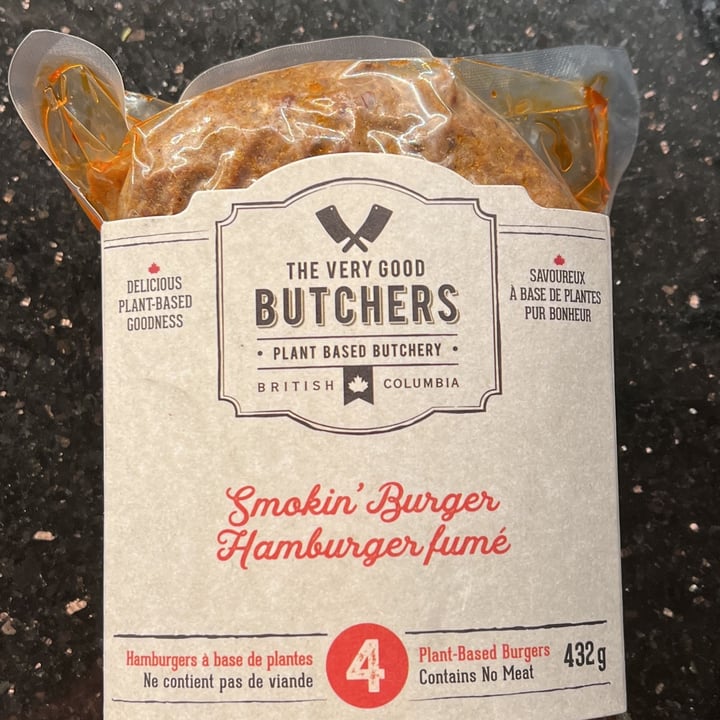 THE VERY GOOD
BUTCHERS
• PLANT BASED BUTCHERY •
BRITISH COLUMBIA
DELICIOUS
PLANT-BASED
GOODNESS
SAVOUREUX
À BASE DE PLANTES
PUR BONHEUR
Smokin' Burger
Hamburger fumé
Hamburgers à base de plantes
Ne contient pas de viande
4
Plant-Based Burgers
Contains No Meat
432g